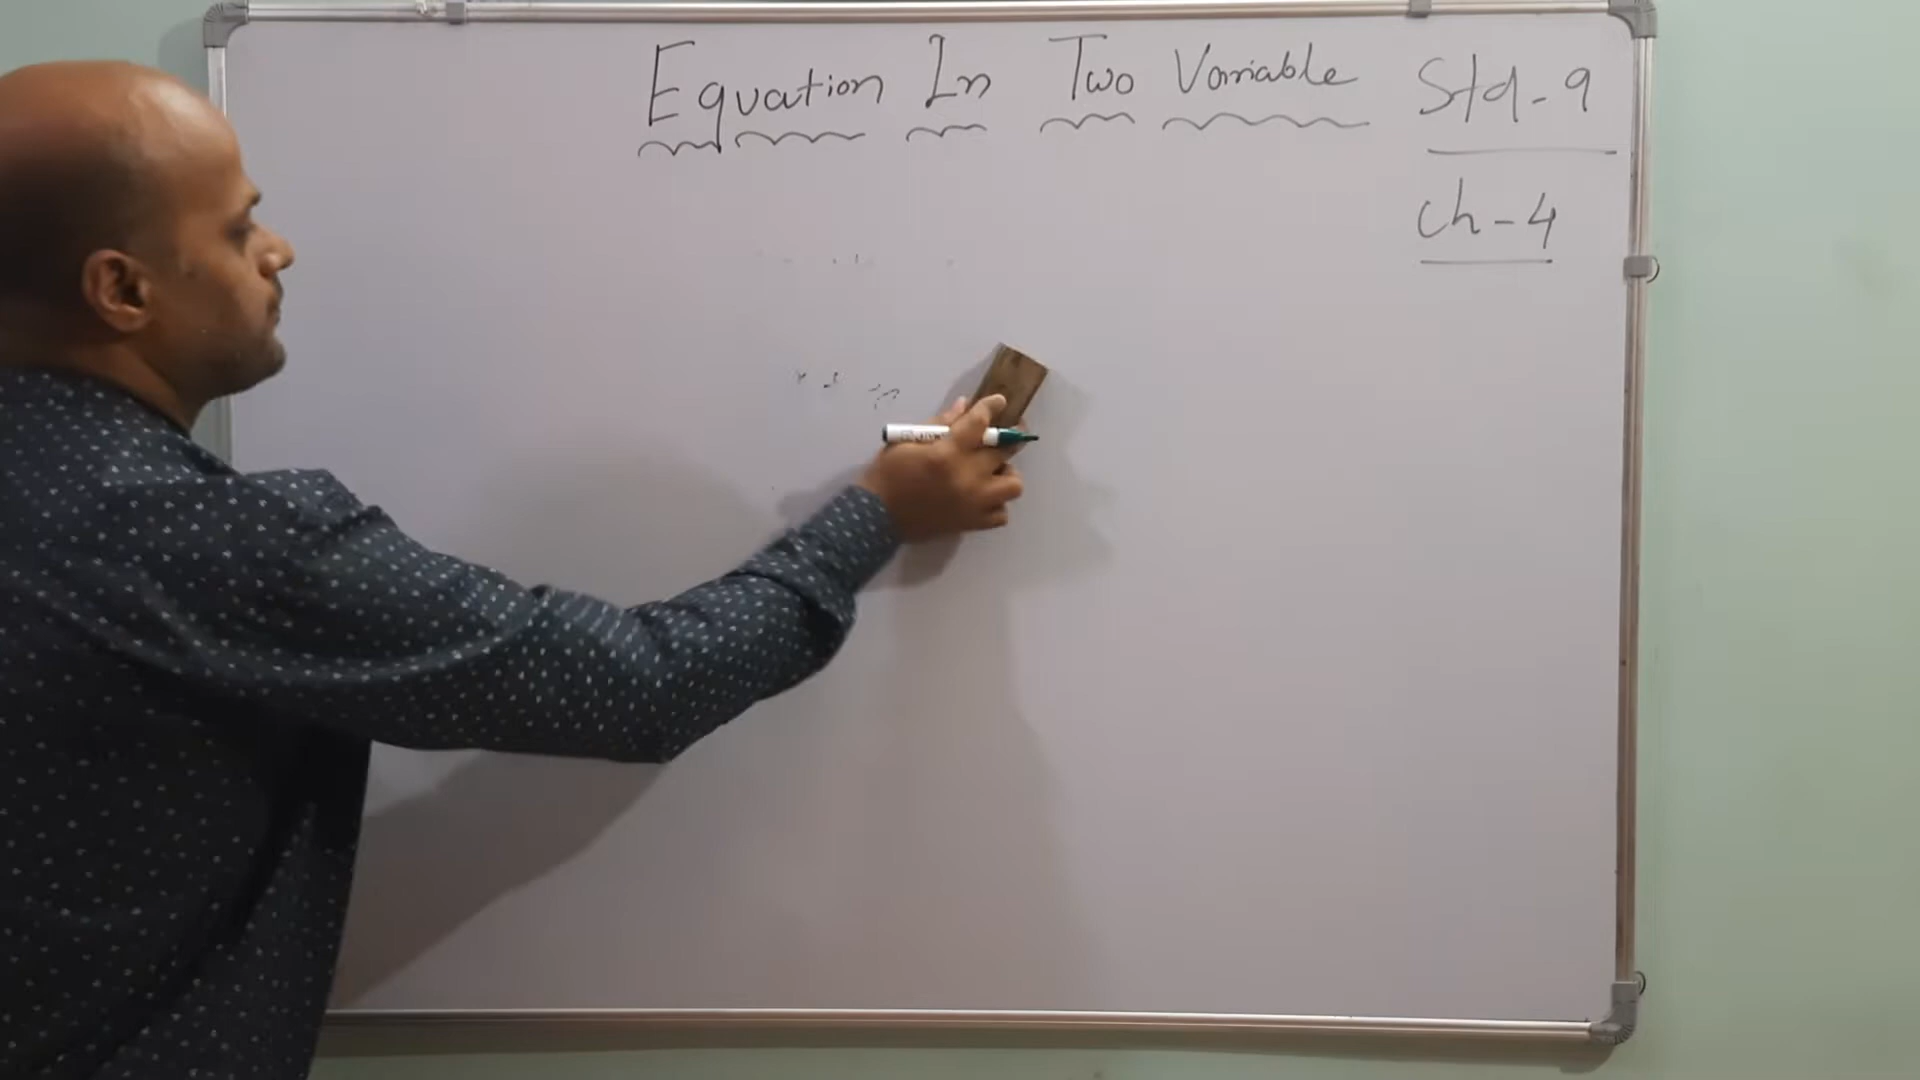 Equation In Two Variable
Std-9
Ch-4